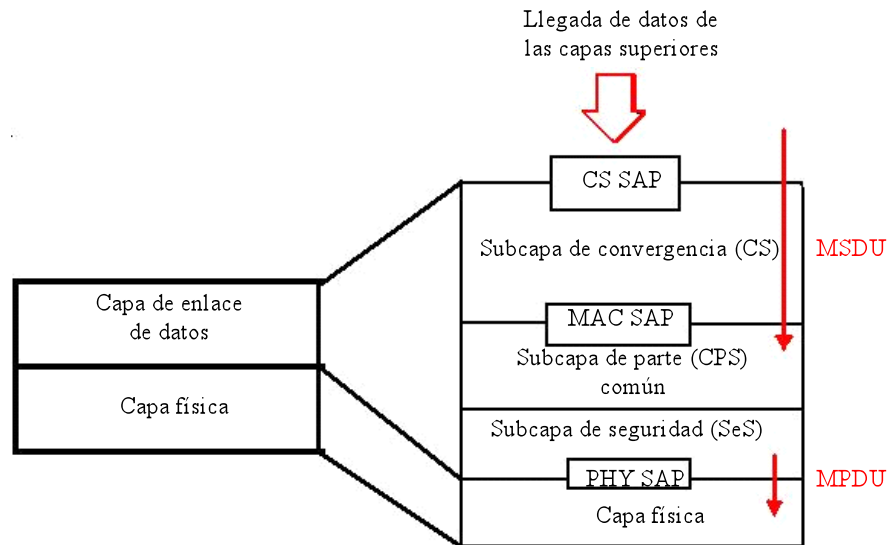 Llegada de datos de
las capas superiores
CS SAP
Subcapa de convergencia (CS)
MSDU
Capa de enlace
de datos
MAC SAP
Subcapa de parte (CPS)
común
Capa física
Subcapa de seguridad (SeS)
PHY SAP
MPDU
Capa física